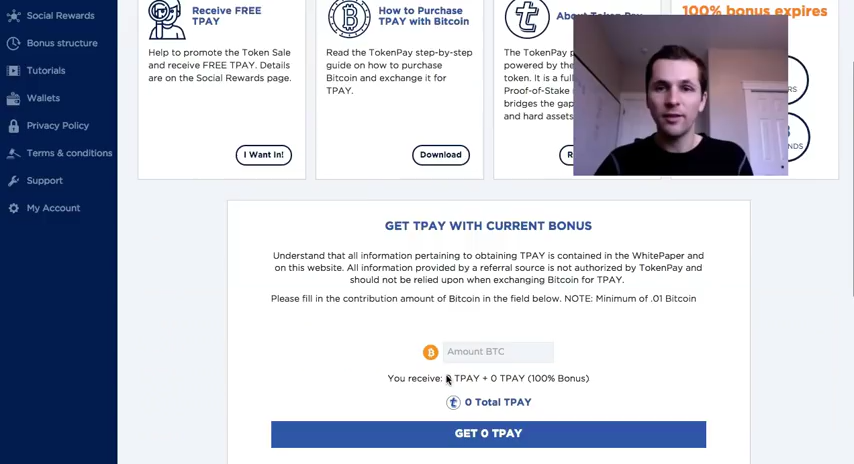 Social Rewards
Bonus structure
Tutorials
Wallets
Privacy Policy
Terms & conditions
Support
My Account
Receive FREE
TPAY
Help to promote the Token Sale
and receive FREE TPAY. Details
are on the Social Rewards page.
I Want In!
How to Purchase
TPAY with Bitcoin
Read the TokenPay step-by-step
guide on how to purchase
Bitcoin and exchange it for
TPAY.
Download
About Token Pay
The TokenPay p
powered by the
token. It is a full
Proof-of-Stake
bridges the gap
and hard assets
R
100% bonus expires
RS
NDS
GET TPAY WITH CURRENT BONUS
Understand that all information pertaining to obtaining TPAY is contained in the WhitePaper and
on this website. All information provided by a referral source is not authorized by TokenPay and
should not be relied upon when exchanging Bitcoin for TPAY.
Please fill in the contribution amount of Bitcoin in the field below. NOTE: Minimum of .01 Bitcoin
Amount BTC
You receive: 0 TPAY + 0 TPAY (100% Bonus)
0 Total TPAY
GET 0 TPAY